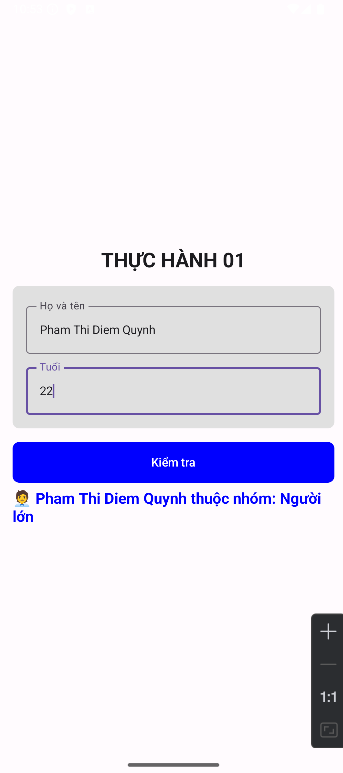 THỰC HÀNH 01
Họ và tên
Pham Thi Diem Quynh
Tuổi
22
Kiểm tra
🧑‍💼 Pham Thi Diem Quynh thuộc nhóm: Người
lớn
1:1